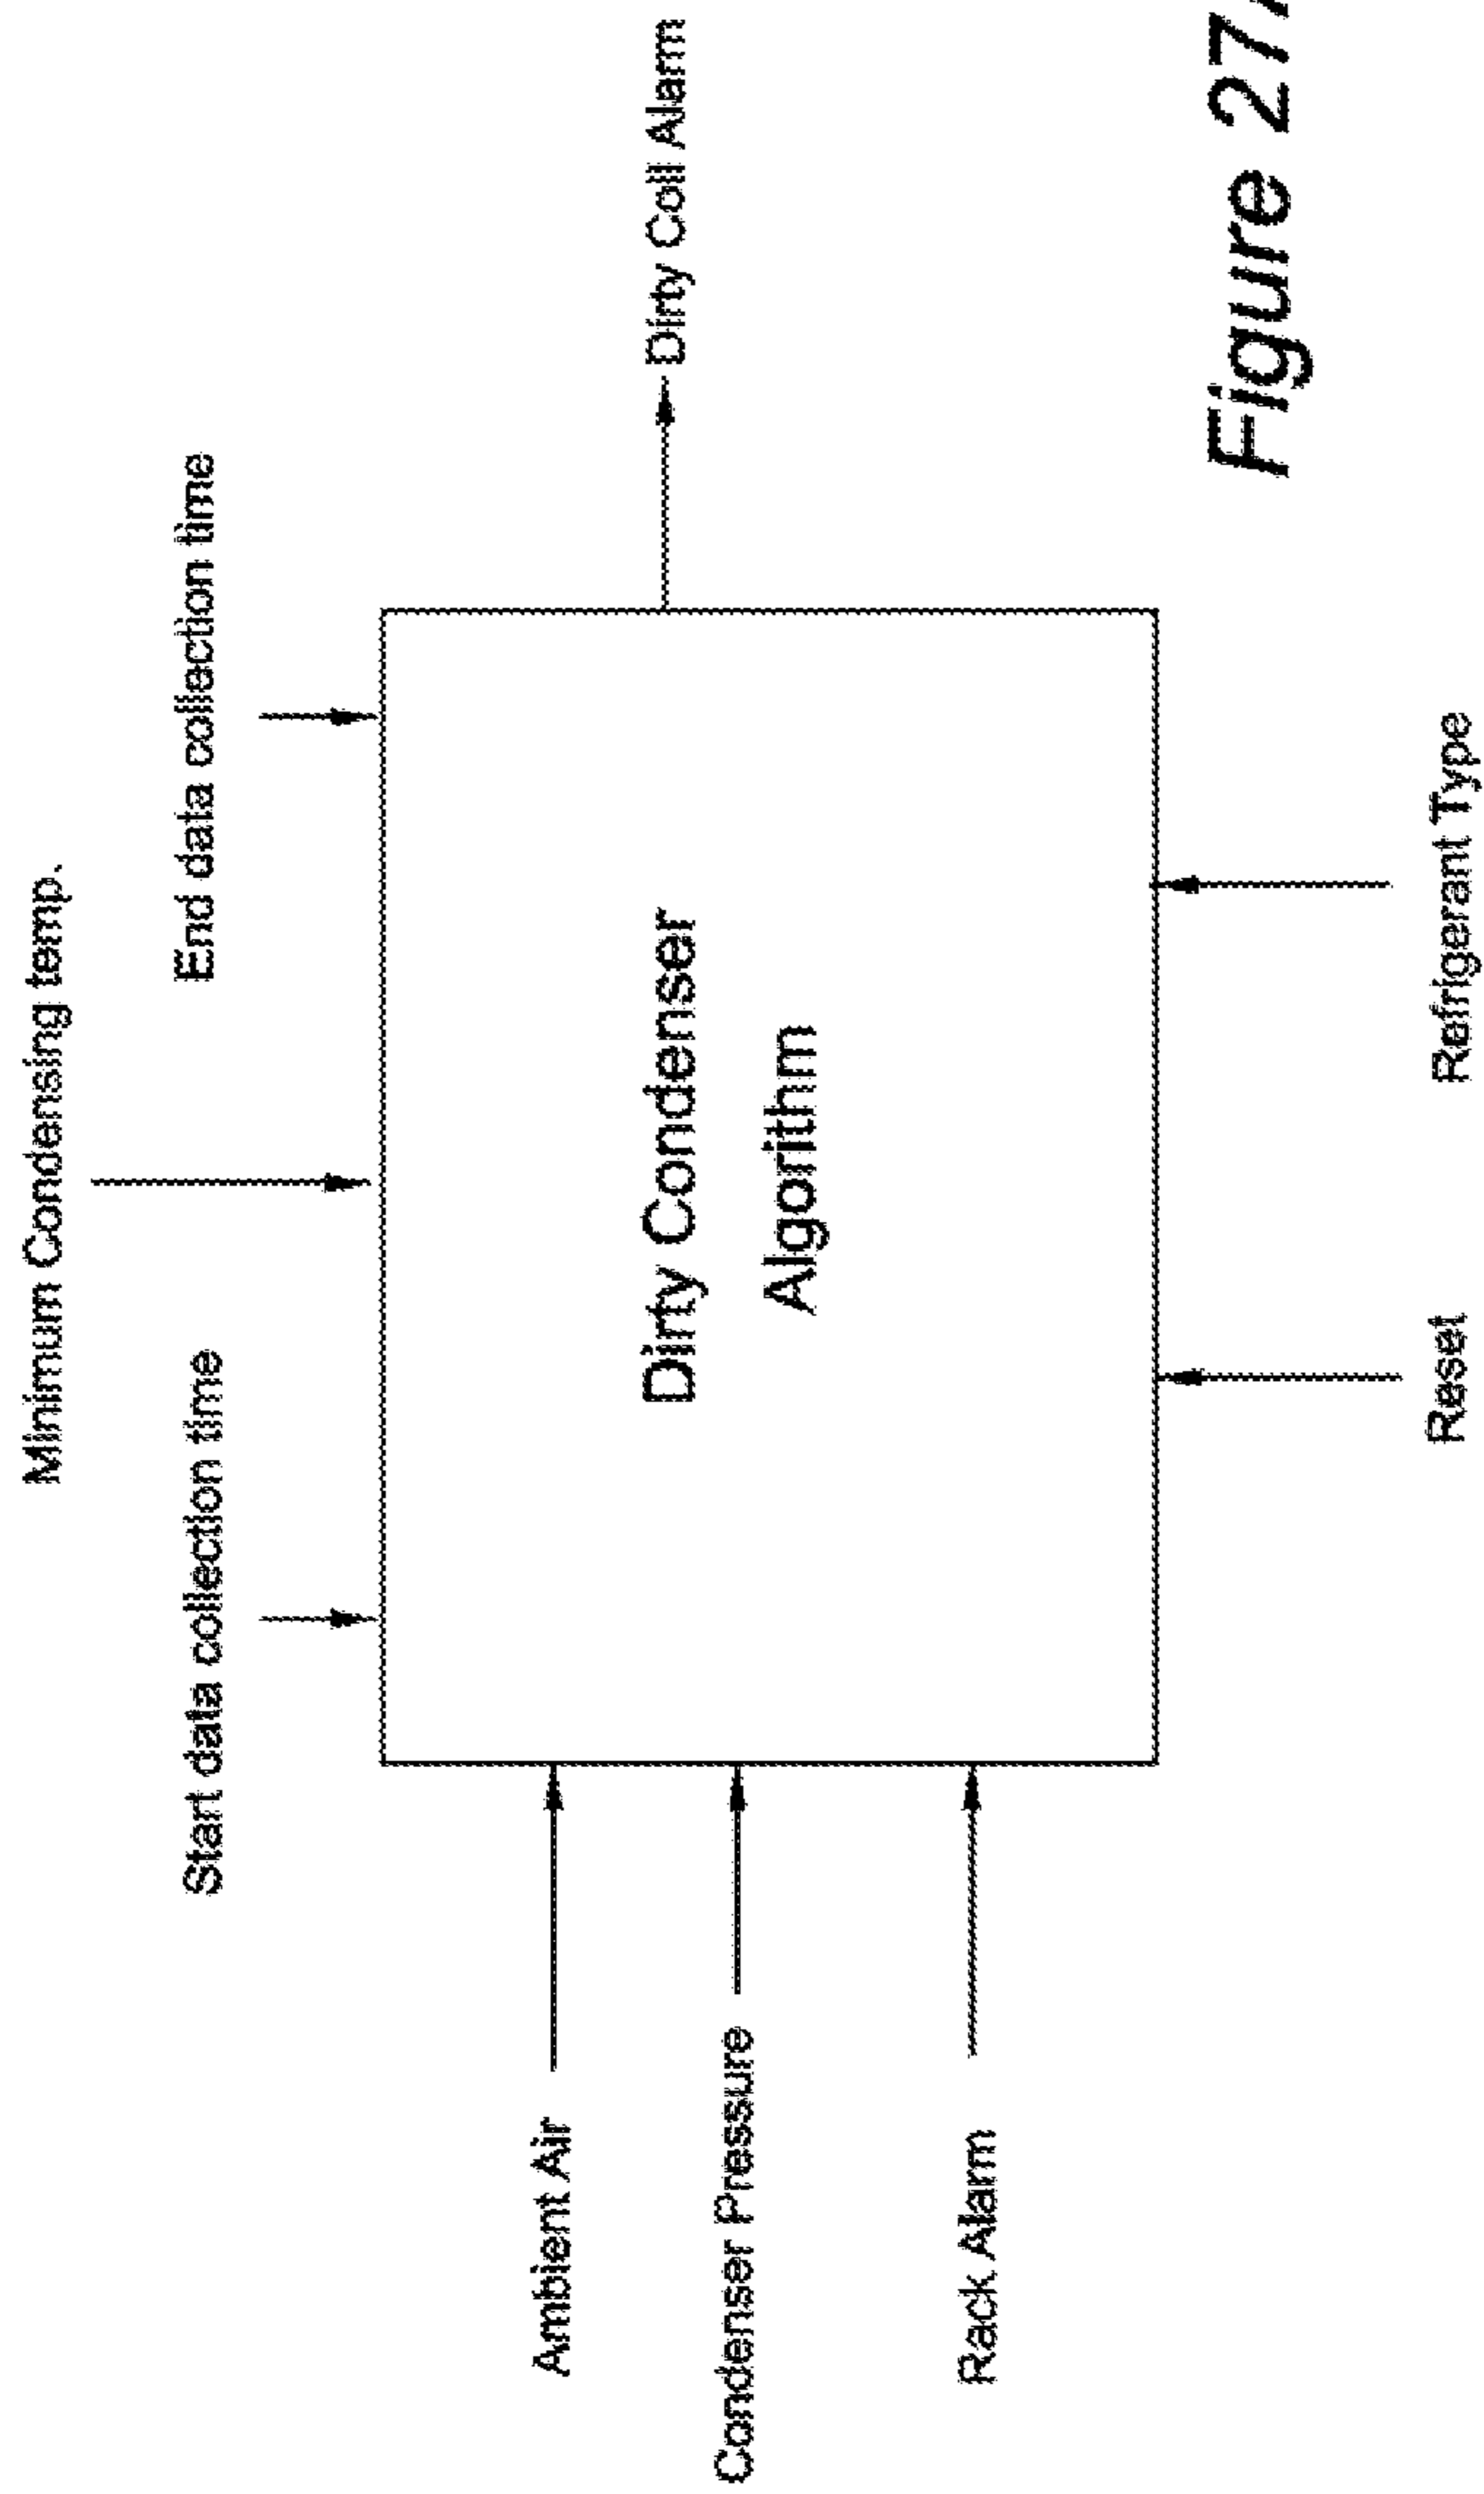 Minimum Condensing temp.
Start data collection time
End data collection time
Ambient Air
Condenser Pressure
Rack Alarm
Dirty Condenser
Algorithm
Dirty Coil Alarm
Reset
Refrigerant Type
Figure 27